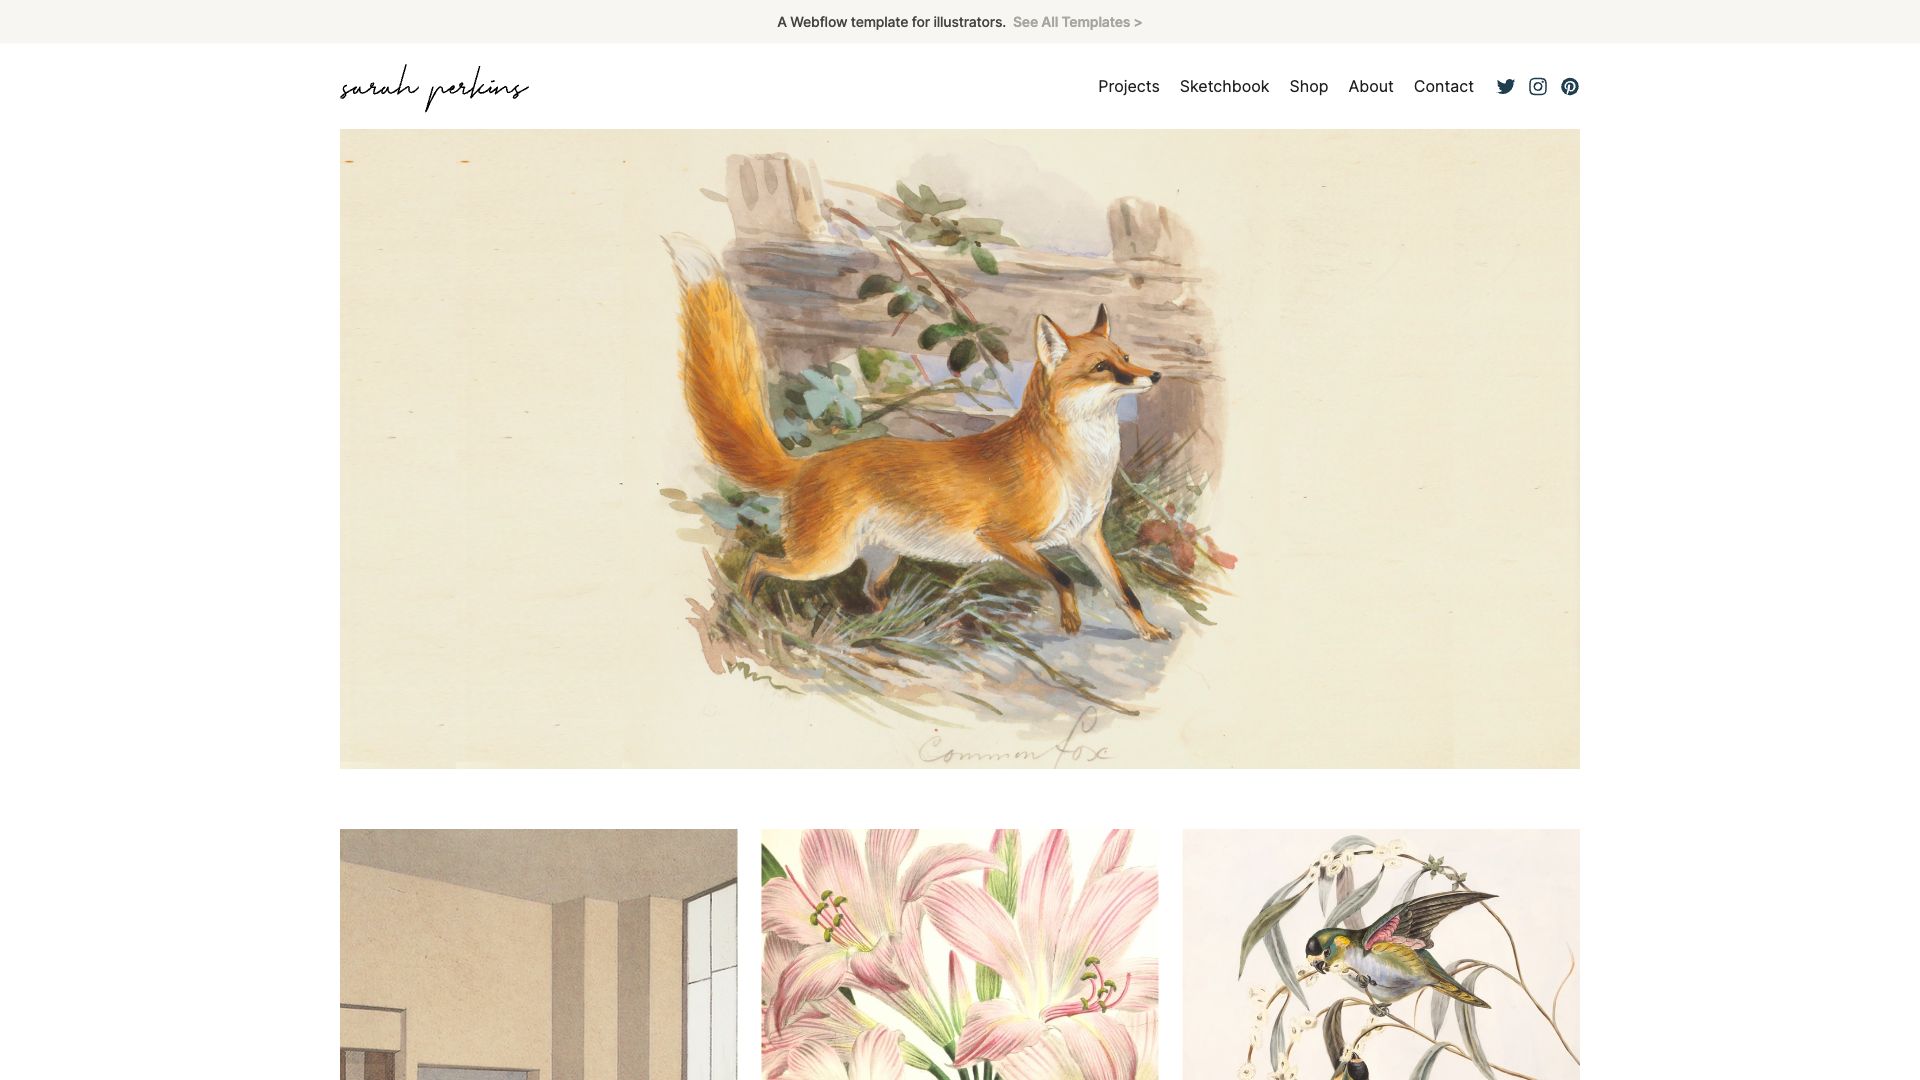 A Webflow template for illustrators. See All Templates >
sarah perkins
Projects Sketchbook Shop About Contact
Common fox